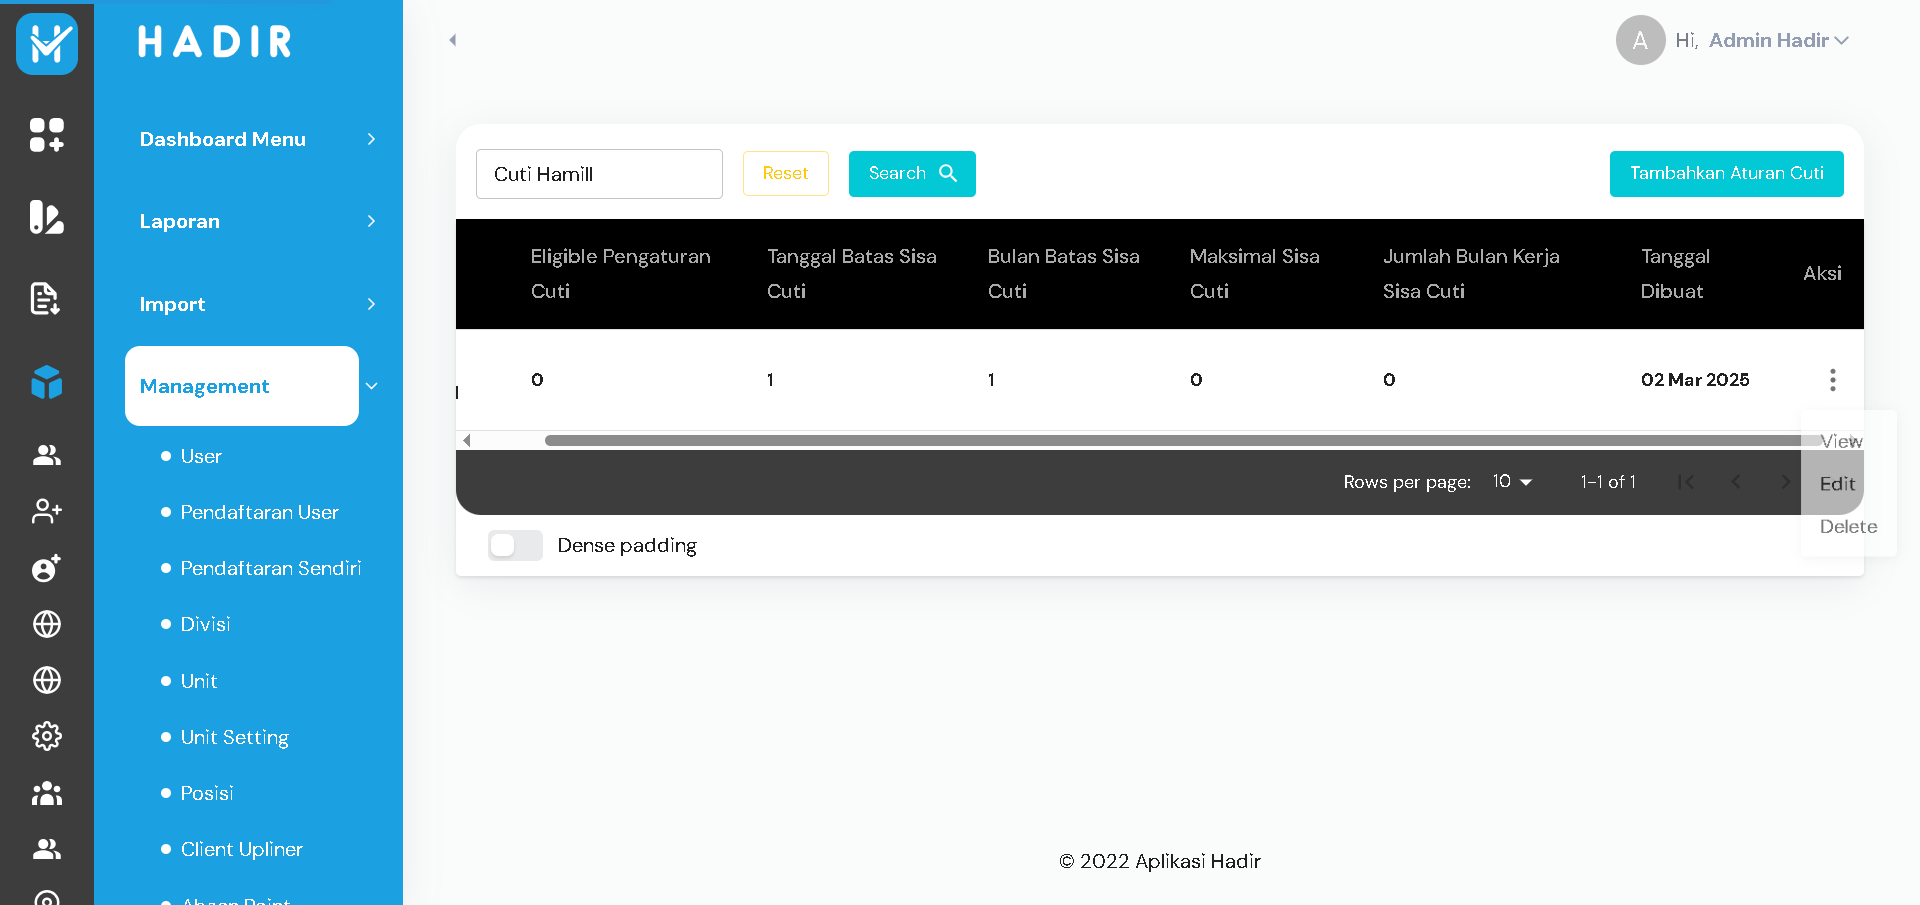 HADIR
Dashboard Menu
Laporan
Import
Management
User
Pendaftaran User
Pendaftaran Sendiri
Divisi
Unit
Unit Setting
Posisi
Client Upliner
Absen Point
A
Hi, Admin Hadir
Cuti Hamill
Reset
Search
Tambahkan Aturan Cuti
Eligible Pengaturan
Cuti
Tanggal Batas Sisa
Cuti
Bulan Batas Sisa
Cuti
Maksimal Sisa
Cuti
Jumlah Bulan Kerja
Sisa Cuti
Tanggal
Dibuat
Aksi
0
1
1
0
0
02 Mar 2025
View
Edit
Delete
Rows per page: 10
1-1 of 1
Dense padding
© 2022 Aplikasi Hadir